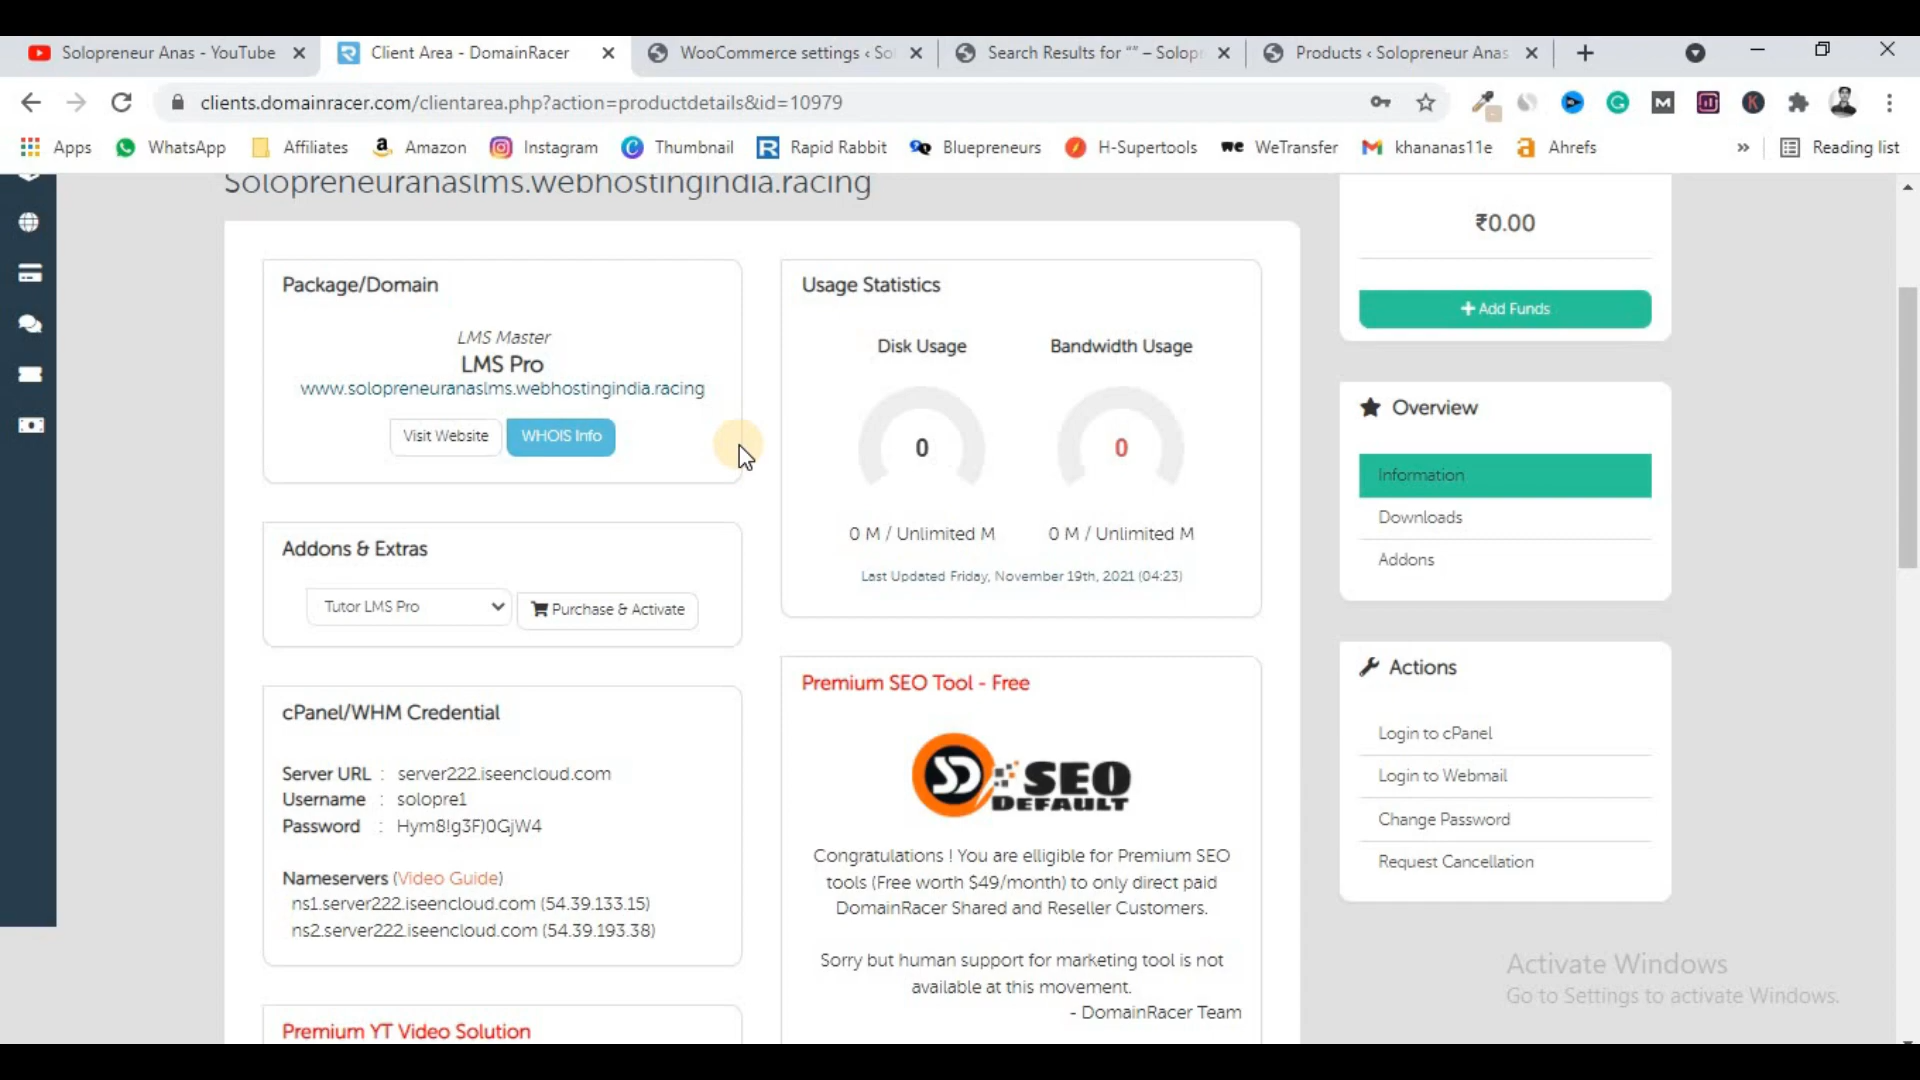 Solopreneur Anas - YouTube
Client Area - DomainRacer
WooCommerce settings ‹ So
Search Results for “” – Solopr
Products ‹ Solopreneur Anas
clients.domainracer.com/clientarea.php?action=productdetails&id=10979
Apps
WhatsApp
Affiliates
Amazon
Instagram
Thumbnail
Rapid Rabbit
Bluepreneurs
H-Supertools
WeTransfer
khananas11e
Ahrefs
»
Reading list
Solopreneuranaslms.webhostingindia.racing
Package/Domain
LMS Master
LMS Pro
www.solopreneuranaslms.webhostingindia.racing
Visit Website
WHOIS Info
Addons & Extras
Tutor LMS Pro
Purchase & Activate
cPanel/WHM Credential
Server URL : server222.iseencloud.com
Username : solopre1
Password : Hym8!g3F)0GjW4
Nameservers (Video Guide)
ns1.server222.iseencloud.com (54.39.133.15)
ns2.server222.iseencloud.com (54.39.193.38)
Premium YT Video Solution
Usage Statistics
Disk Usage
Bandwidth Usage
0
0
0 M / Unlimited M
0 M / Unlimited M
Last Updated Friday, November 19th, 2021 (04:23)
Premium SEO Tool - Free
SD SEO
DEFAULT
Congratulations ! You are elligible for Premium SEO
tools (Free worth $49/month) to only direct paid
DomainRacer Shared and Reseller Customers.
Sorry but human support for marketing tool is not
available at this movement.
- DomainRacer Team
₹0.00
Add Funds
Overview
Information
Downloads
Addons
Actions
Login to cPanel
Login to Webmail
Change Password
Request Cancellation
Activate Windows
Go to Settings to activate Windows.